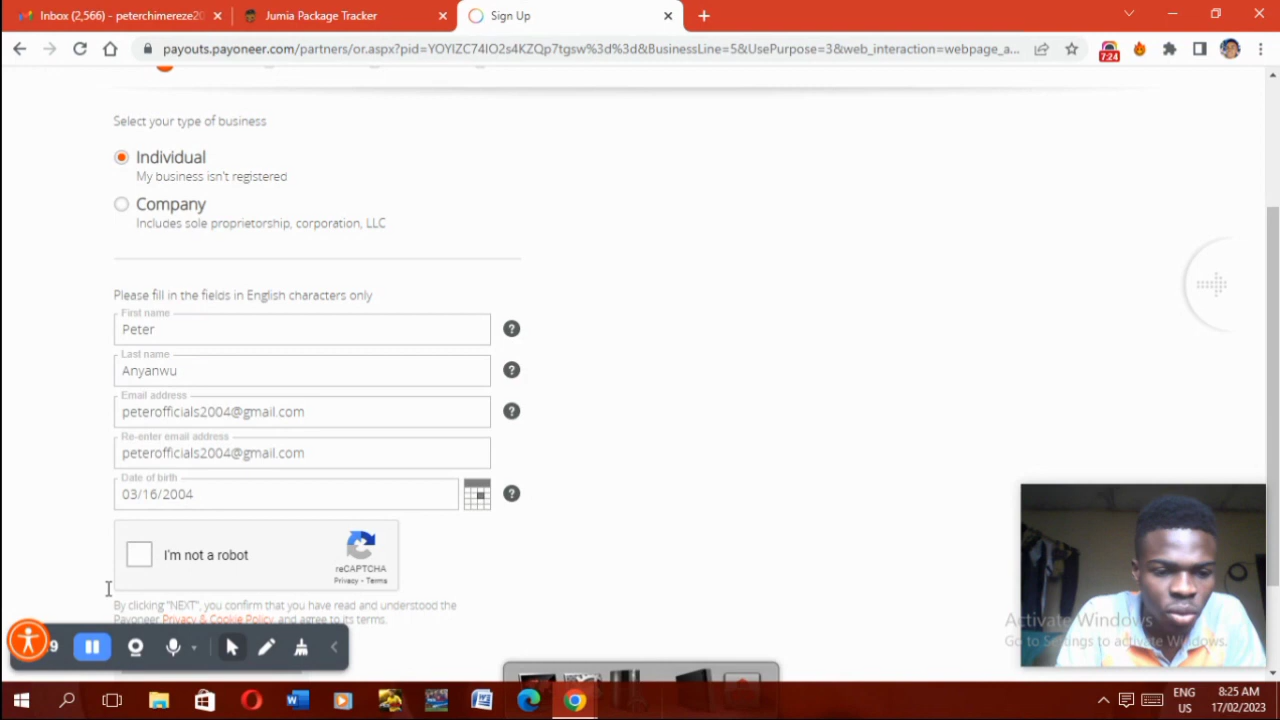 Inbox (2,566) - peterchimereze20
Jumia Package Tracker
Sign Up
payouts.payoneer.com/partners/or.aspx?pid=YOYIZC74IO2s4KZQp7tgsw%3d%3d&BusinessLine=5&UsePurpose=3&web_interaction=webpage_a...
7:24
Select your type of business
Individual
My business isn't registered
Company
Includes sole proprietorship, corporation, LLC
Please fill in the fields in English characters only
First name
Peter
Last name
Anyanwu
Email address
peterofficials2004@gmail.com
Re-enter email address
peterofficials2004@gmail.com
Date of birth
03/16/2004
I'm not a robot
reCAPTCHA
Privacy - Terms
By clicking "NEXT", you confirm that you have read and understood the
Payoneer Privacy & Cookie Policy, and agree to its terms.
Activate Windows
Go to Settings to activate Windows.
9
ENG
US
8:25 AM
17/02/2023